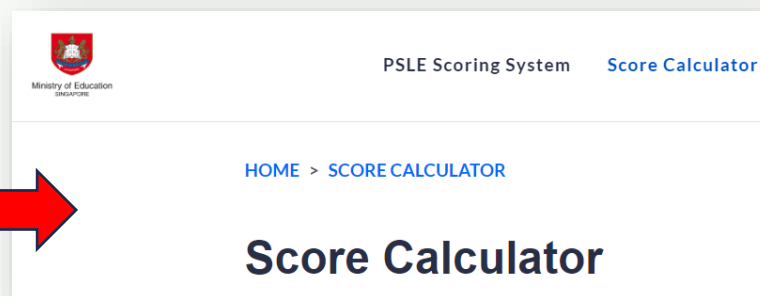 Ministry of Education
SINGAPORE
PSLE Scoring System Score Calculator
HOME > SCORE CALCULATOR
Score Calculator